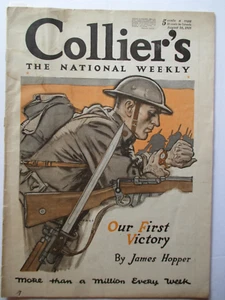 Collier's
THE NATIONAL WEEKLY
Our First
Victory
By James Hopper
More than a Million Every Week